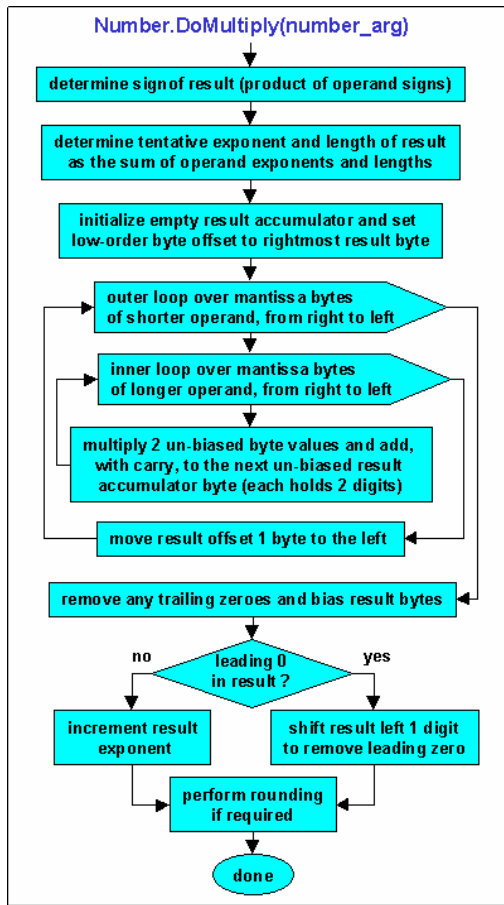 Number.DoMultiply(number_arg)
determine sign of result (product of operand signs)
determine tentative exponent and length of result
as the sum of operand exponents and lengths
initialize empty result accumulator and set
low-order byte offset to rightmost result byte
outer loop over mantissa bytes
of shorter operand, from right to left
inner loop over mantissa bytes
of longer operand, from right to left
multiply 2 un-biased byte values and add,
with carry, to the next un-biased result
accumulator byte (each holds 2 digits)
move result offset 1 byte to the left
remove any trailing zeroes and bias result bytes
no
leading 0
in result ?
yes
increment result
exponent
shift result left 1 digit
to remove leading zero
perform rounding
if required
done